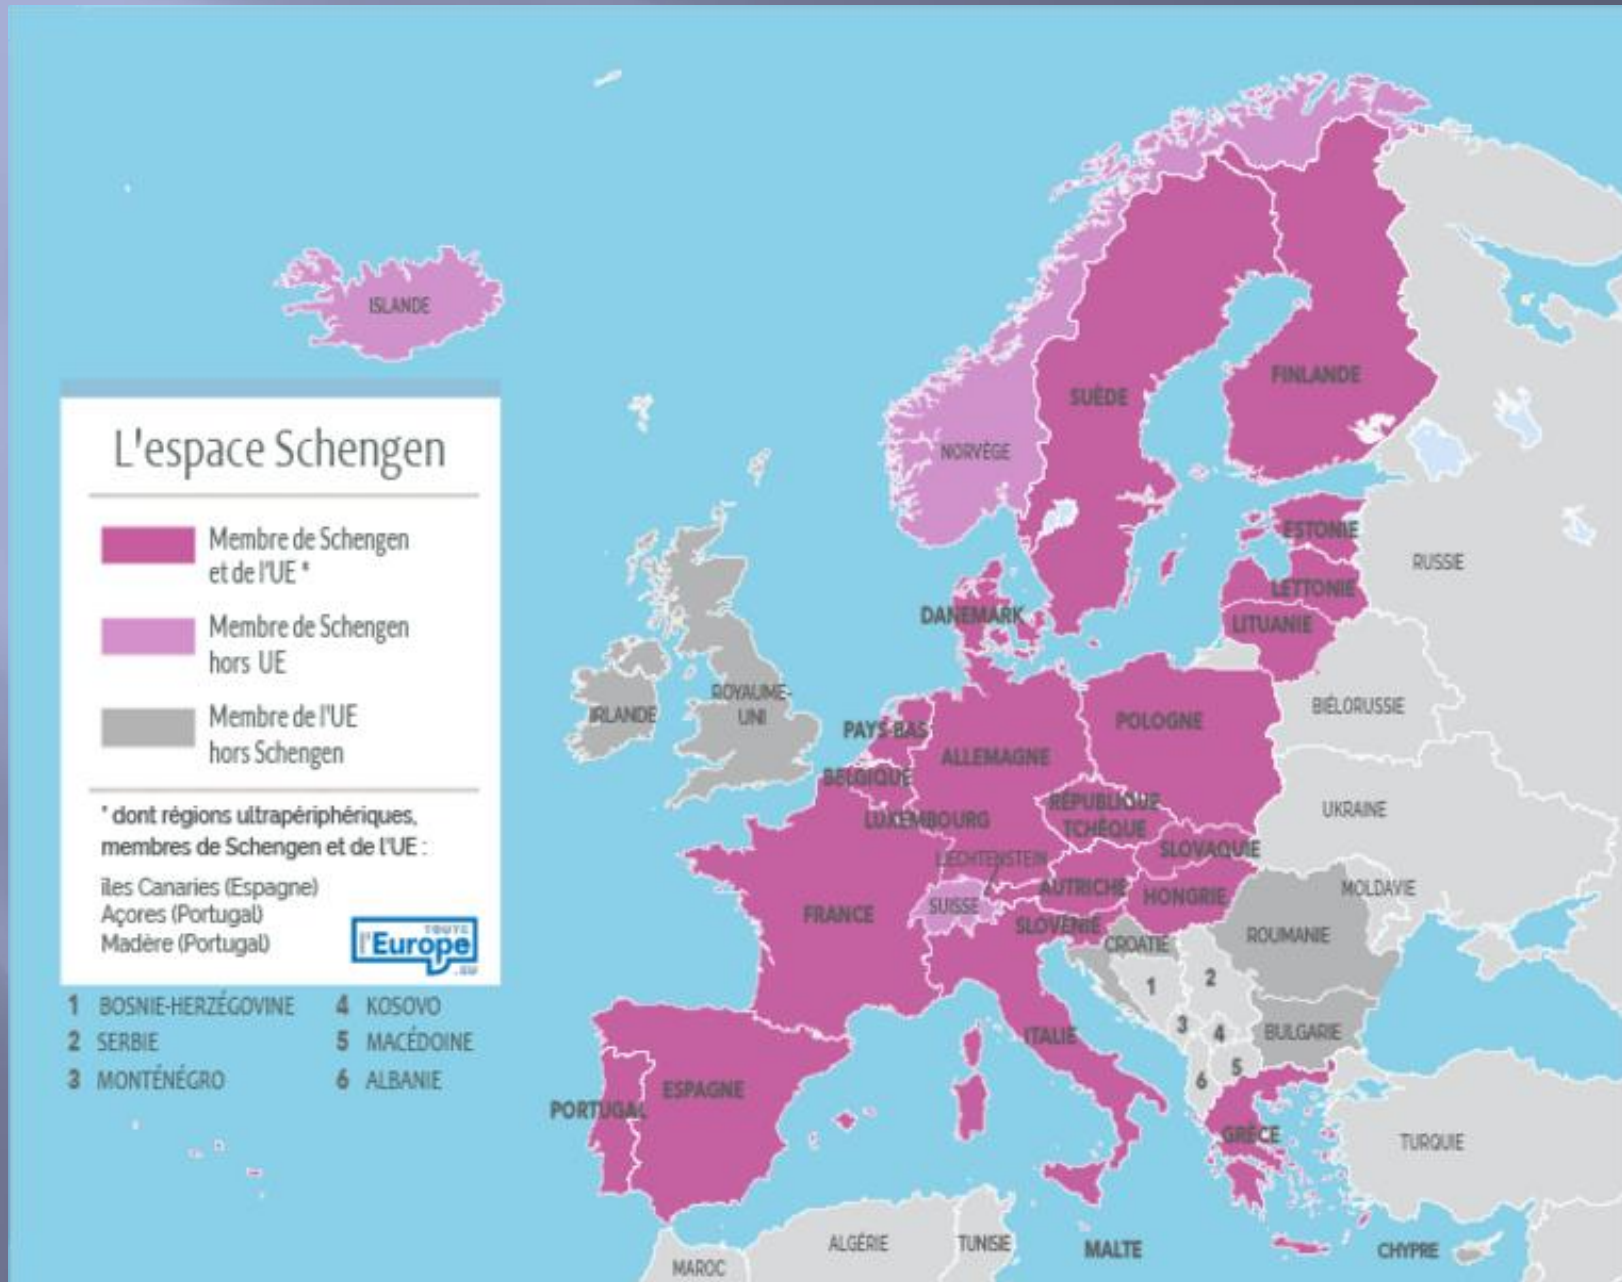 L'espace Schengen
Membre de Schengen
et de l'UE *
Membre de Schengen
hors UE
Membre de l'UE
hors Schengen
* dont régions ultrapériphériques,
membres de Schengen et de l'UE :
îles Canaries (Espagne)
Açores (Portugal)
Madère (Portugal)
TOUTE
l'Europe
.eu
1 BOSNIE-HERZÉGOVINE
2 SERBIE
3 MONTÉNÉGRO
4 KOSOVO
5 MACÉDOINE
6 ALBANIE
ISLANDE
NORVÈGE
SUÈDE
FINLANDE
ESTONIE
LETTONIE
LITUANIE
RUSSIE
DANEMARK
IRLANDE
ROYAUME-
UNI
PAYS-BAS
BELGIQUE
LUXEMBOURG
ALLEMAGNE
POLOGNE
BIÉLORUSSIE
UKRAINE
RÉPUBLIQUE
TCHÈQUE
SLOVAQUIE
LIECHTENSTEIN
AUTRICHE
HONGRIE
MOLDAVIE
FRANCE
SUISSE
SLOVÉNIE
CROATIE
ROUMANIE
1
2
3
4
5
6
BULGARIE
ITALIE
PORTUGAL
ESPAGNE
GRÈCE
TURQUIE
MAROC
ALGÉRIE
TUNISIE
MALTE
CHYPRE